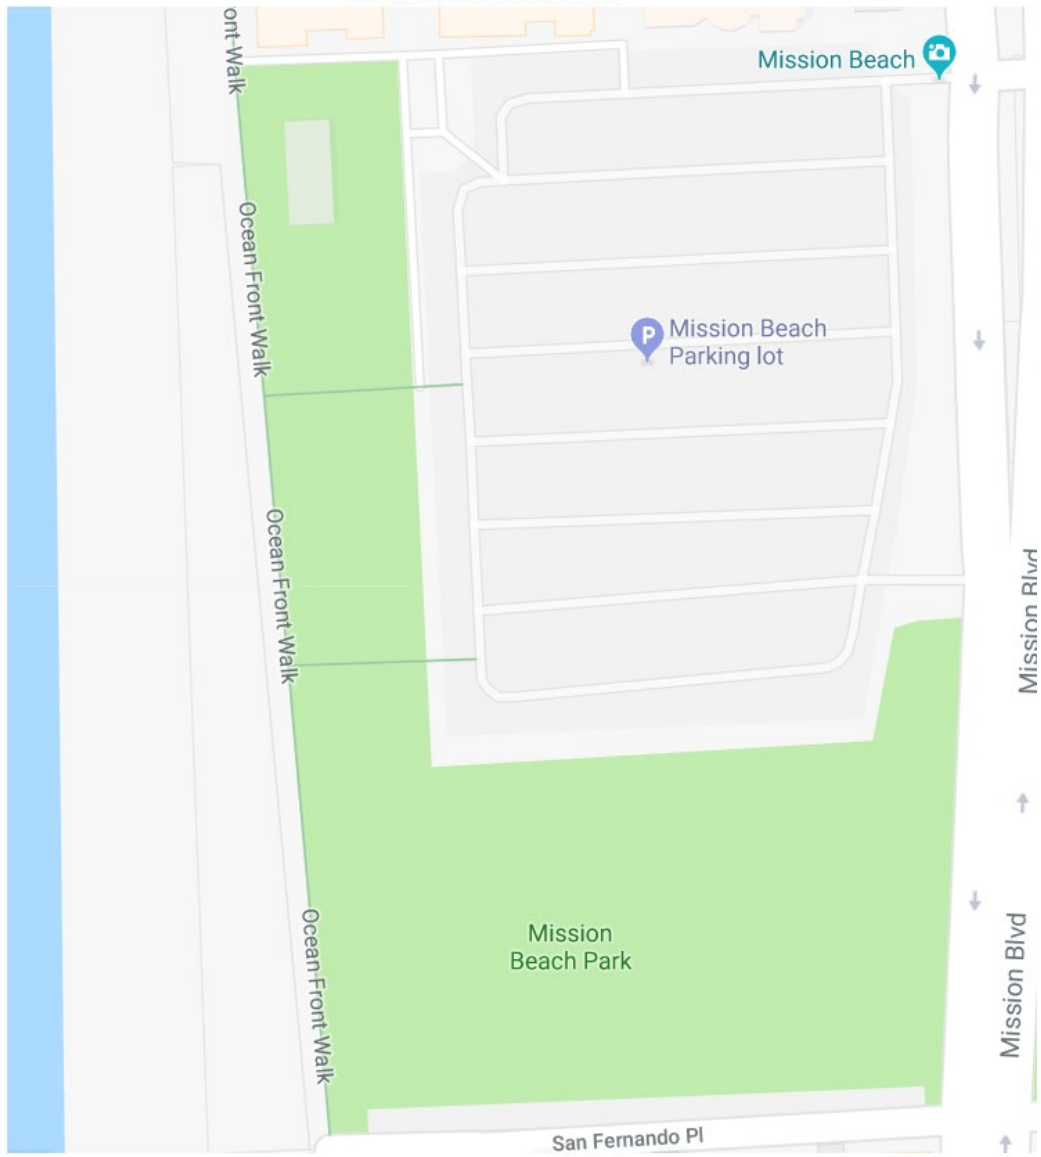 ont Walk
Mission Beach
Ocean Front Walk
P
Mission Beach
Parking lot
Ocean Front Walk
Mission Blvd
Mission
Beach Park
Ocean Front Walk
Mission Blvd
San Fernando Pl